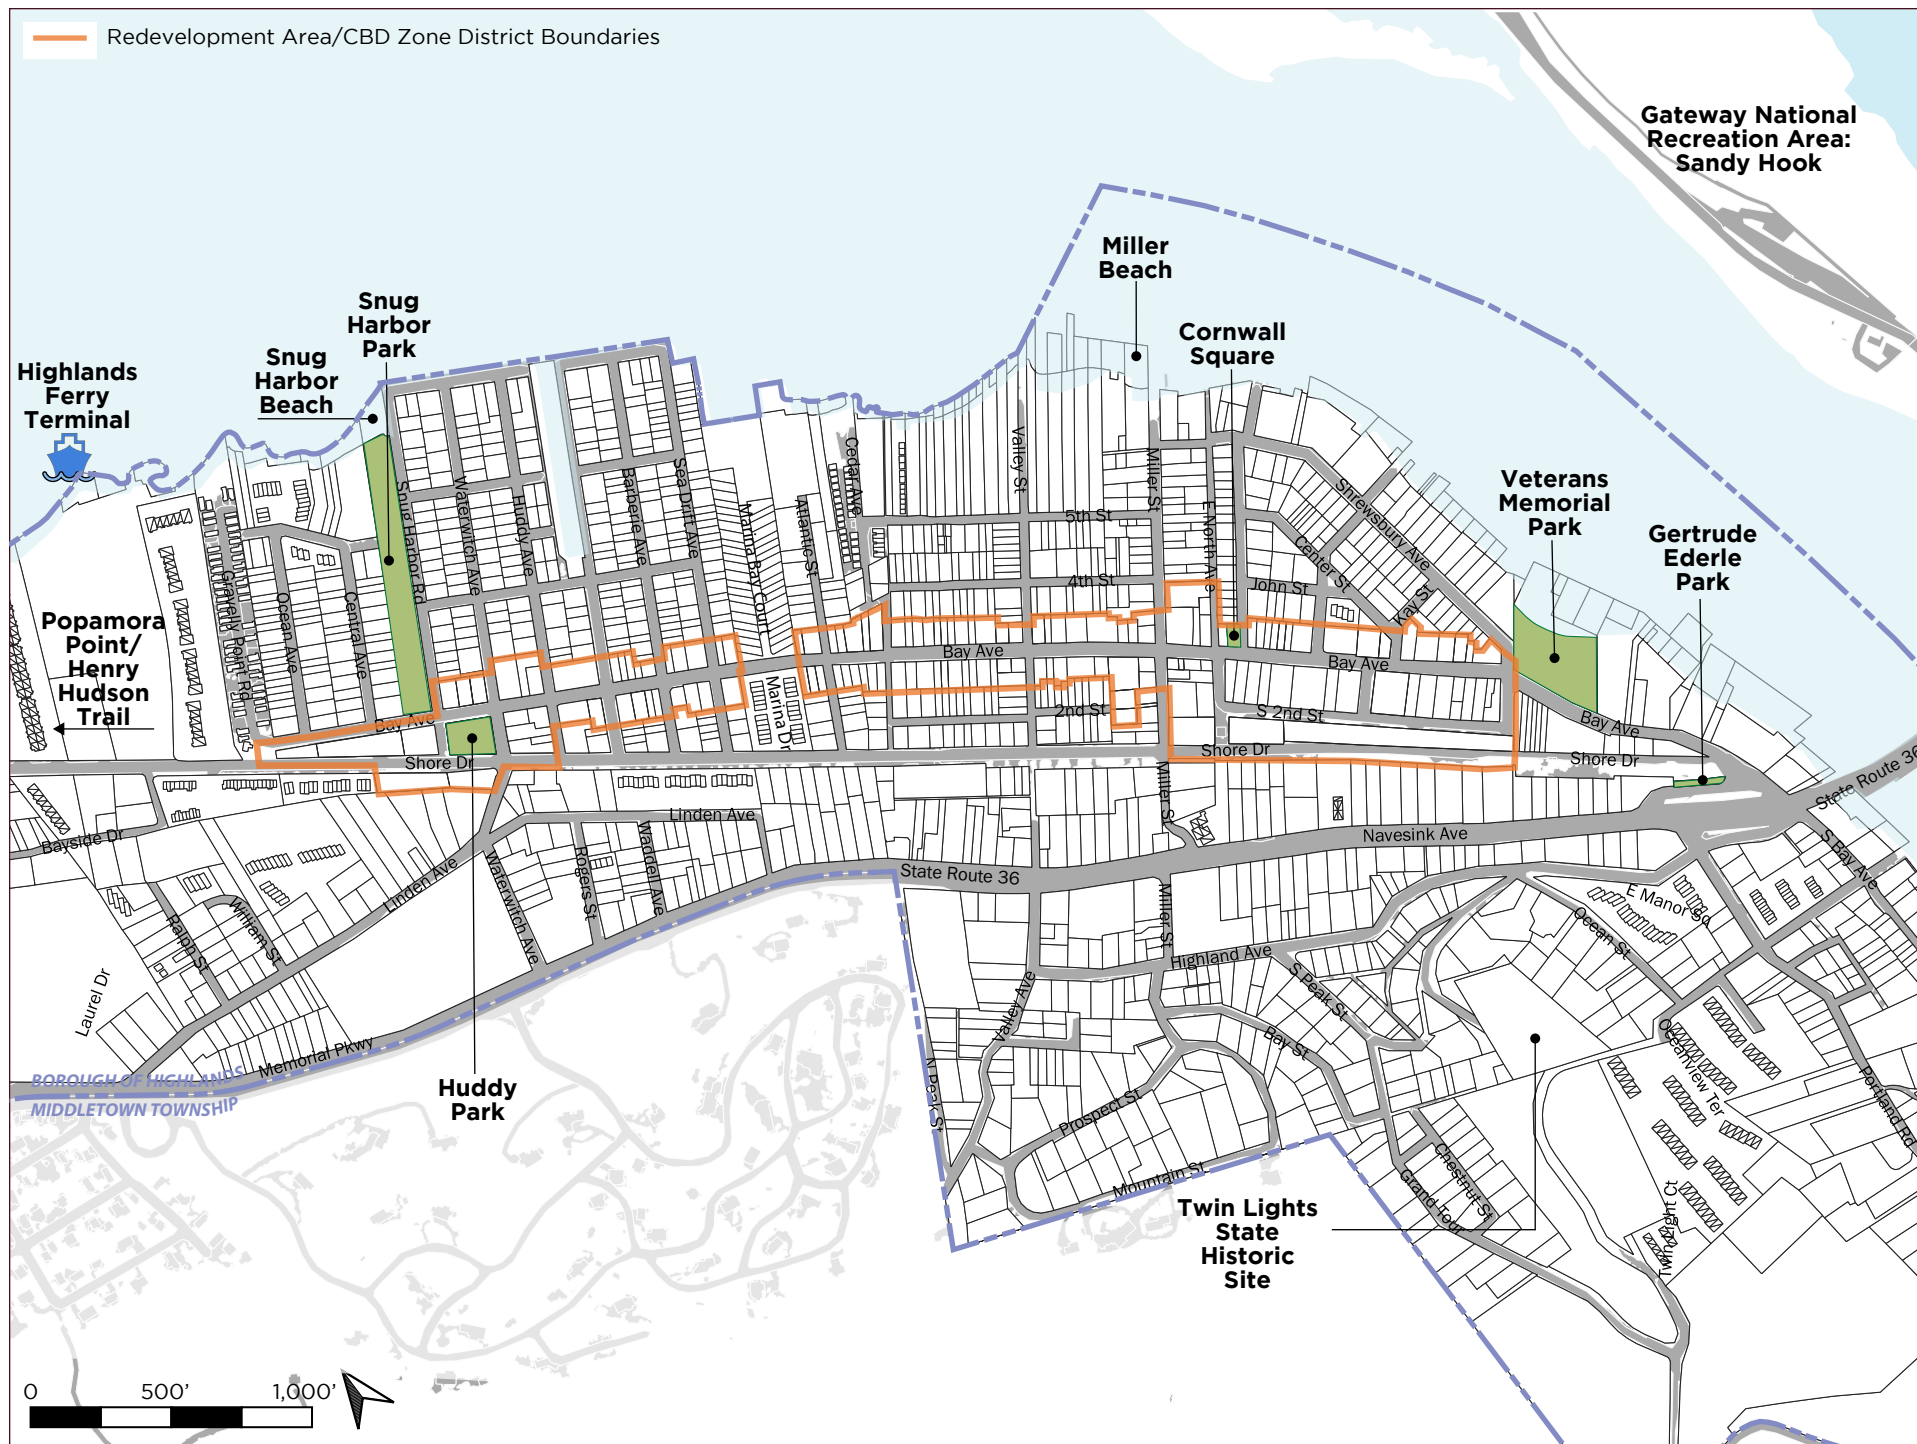 Redevelopment Area/CBD Zone District Boundaries
Gateway National
Recreation Area:
Sandy Hook
Miller
Beach
Snug
Harbor
Park
Cornwall
Square
Snug
Harbor
Beach
Highlands
Ferry
Terminal
Veterans
Memorial
Park
Gertrude
Ederle
Park
Popamora
Point/
Henry
Hudson
Trail
Gravelly Point Rd
Ocean Ave
Central Ave
Snug Harbor Rd
Waterwitch Ave
Huddy Ave
Barberie Ave
Sea Drift Ave
Marina Bay Court
Atlantic St
Cedar Ave
Valley St
Miller St
E North Ave
Shrewsbury Ave
Center St
5th St
4th St
John St
Kay St
Bay Ave
Bay Ave
Bay Ave
Bay Ave
Marina Dr
2nd St
S 2nd St
Shore Dr
Shore Dr
Shore Dr
State Route 36
Miller St
Navesink Ave
Linden Ave
Bayside Dr
Linden Ave
Waterwitch Ave
Rogers St
Waddell Ave
State Route 36
Miller St
S Bay Ave
E Manor Gd
Ocean St
Ralph St
William St
Laurel Dr
Highland Ave
S Peak St
Valley Ave
Bay St
Memorial Pkwy
BOROUGH OF HIGHLANDS
MIDDLETOWN TOWNSHIP
Huddy
Park
N Peak St
Prospect St
Mountain St
Oceanview Ter
Portland Rd
Chestnut St
Grand Tour
Twin Light Ct
Twin Lights
State
Historic
Site
0 500' 1,000'